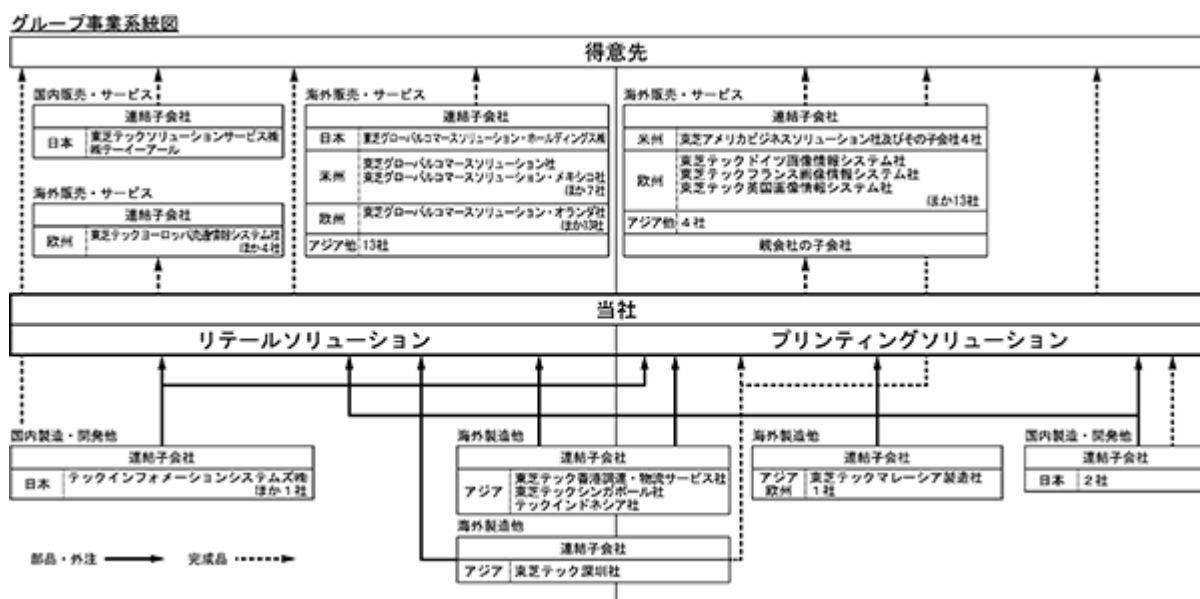 グループ事業系統図
得意先
国内販売・サービス
連結子会社
日本 東芝テックソリューションサービス㈱
㈱テーイーアール
海外販売・サービス
連結子会社
欧州 東芝テックヨーロッパ流通情報システム社
ほか4社
海外販売・サービス
連結子会社
日本 東芝グローバルコマースソリューション・ホールディングス㈱
米州 東芝グローバルコマースソリューション社
東芝グローバルコマースソリューション・メキシコ社
ほか7社
欧州 東芝グローバルコマースソリューション・オランダ社
ほか13社
アジア他 13社
海外販売・サービス
連結子会社
米州 東芝アメリカビジネスソリューション社及びその子会社4社
欧州 東芝テックドイツ画像情報システム社
東芝テックフランス画像情報システム社
東芝テック英国画像情報システム社
ほか13社
アジア他 4社
親会社の子会社
当社
リテールソリューション
プリンティングソリューション
国内製造・開発他
連結子会社
日本 テックインフォメーションシステムズ㈱
ほか1社
海外製造他
連結子会社
アジア 東芝テック香港調達・物流サービス社
東芝テックシンガポール社
テックインドネシア社
海外製造他
連結子会社
アジア 東芝テック深圳社
海外製造他
連結子会社
アジア 東芝テックマレーシア製造社
欧州 1社
国内製造・開発他
連結子会社
日本 2社
部品・外注
完成品